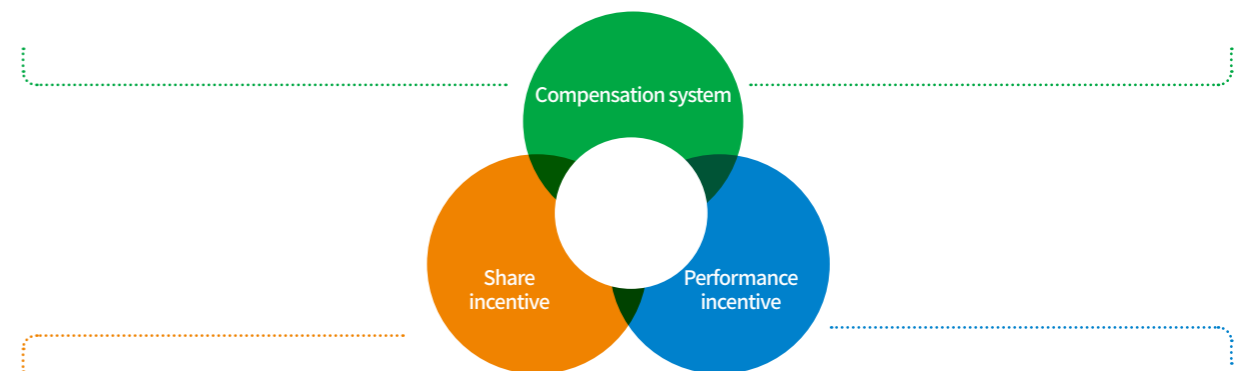 Compensation system
Share
incentive
Performance
incentive